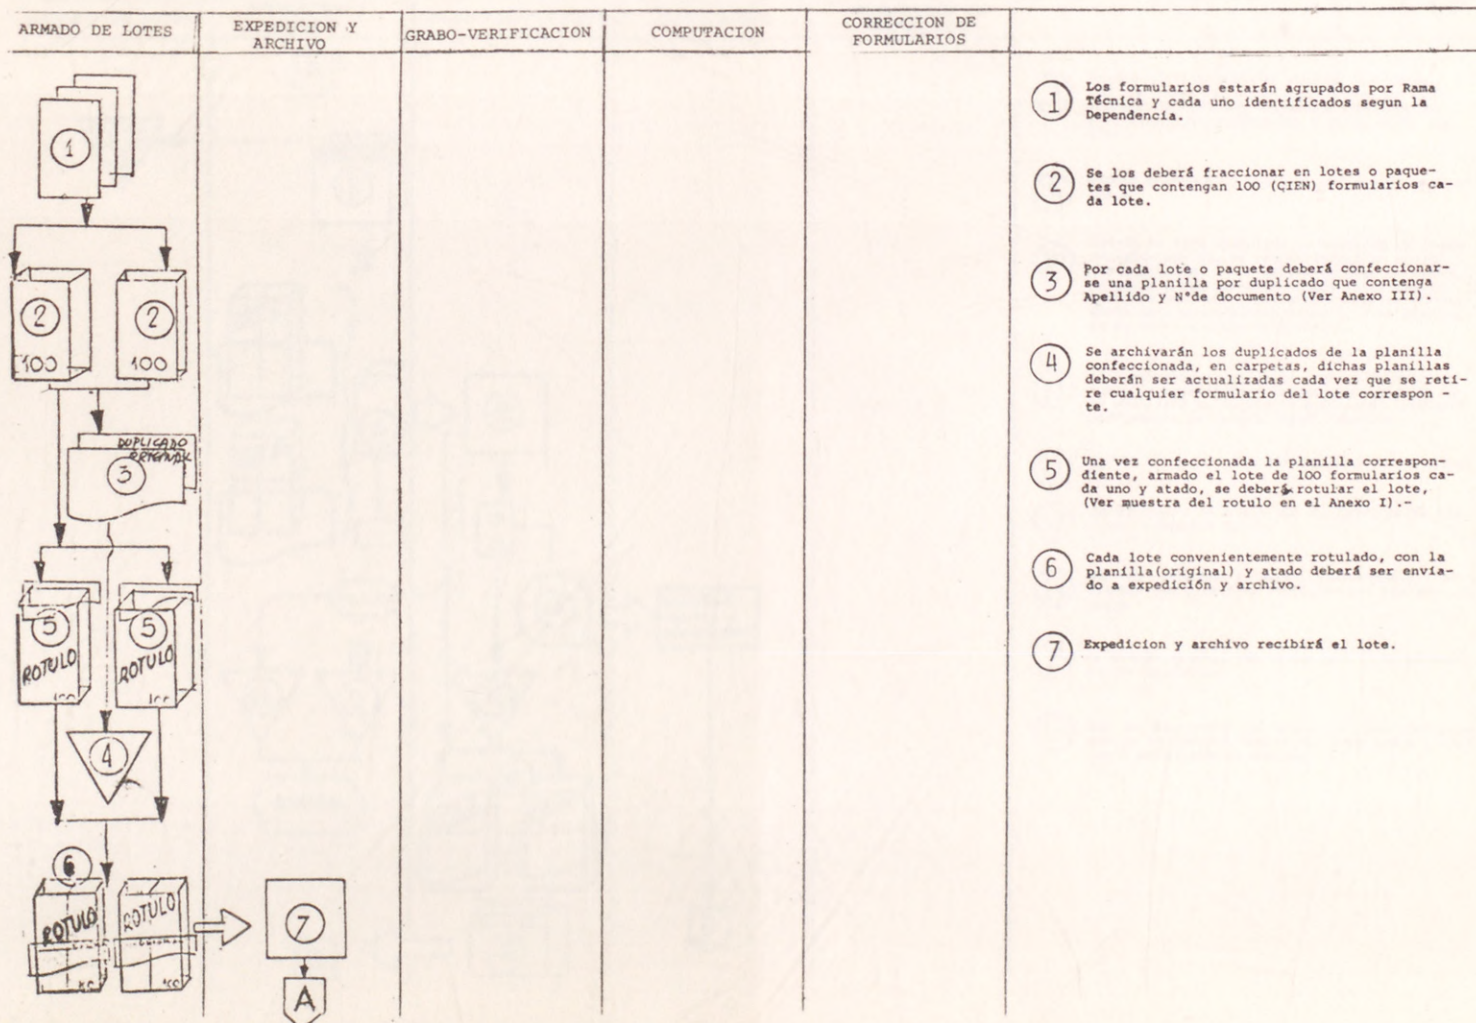 ARMADO DE LOTES
EXPEDICION Y
ARCHIVO
GRABO-VERIFICACION
COMPUTACION
CORRECCION DE
FORMULARIOS
1
2
2
100
100
DUPLICADO
ORIGINAL
3
5
5
ROTULO
ROTULO
100
100
4
6
ROTULO
ROTULO
100
100
7
A
1 Los formularios estarán agrupados por Rama
Técnica y cada uno identificados segun la
Dependencia.
2 Se los deberá fraccionar en lotes o paque-
tes que contengan 100 (CIEN) formularios ca-
da lote.
3 Por cada lote o paquete deberá confeccionar-
se una planilla por duplicado que contenga
Apellido y N°de documento (Ver Anexo III).
4 Se archivarán los duplicados de la planilla
confeccionada, en carpetas, dichas planillas
deberán ser actualizadas cada vez que se reti-
re cualquier formulario del lote correspon -
te.
5 Una vez confeccionada la planilla correspon-
diente, armado el lote de 100 formularios ca-
da uno y atado, se deberá rotular el lote,
(Ver muestra del rotulo en el Anexo I).-
6 Cada lote convenientemente rotulado, con la
planilla(original) y atado deberá ser envia-
do a expedición y archivo.
7 Expedicion y archivo recibirá el lote.